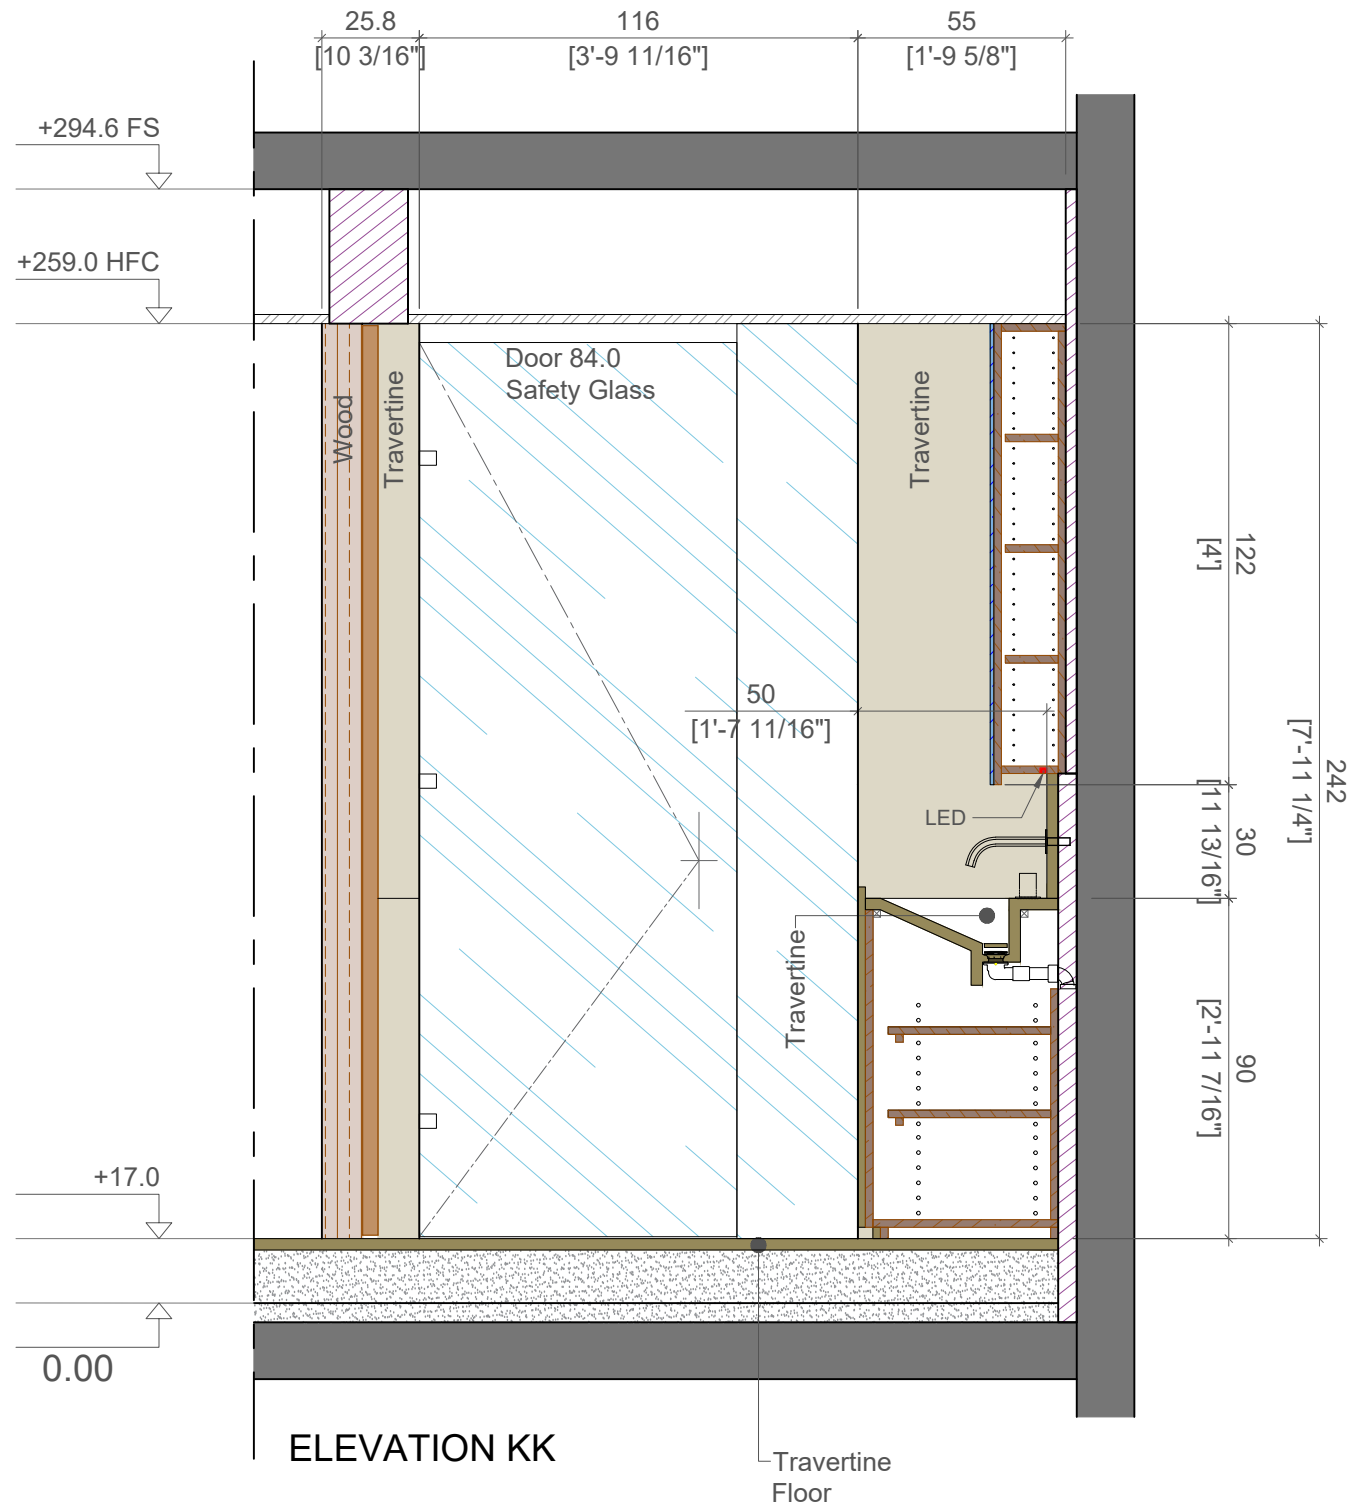 25.8
[10 3/16"]
116
[3'-9 11/16"]
55
[1'-9 5/8"]
+294.6 FS
+259.0 HFC
Door 84.0
Safety Glass
Wood
Travertine
Travertine
122
[4']
50
[1'-7 11/16"]
242
[7'-11 1/4"]
LED
30
[11 13/16"]
Travertine
90
[2'-11 7/16"]
+17.0
0.00
ELEVATION KK
Travertine
Floor